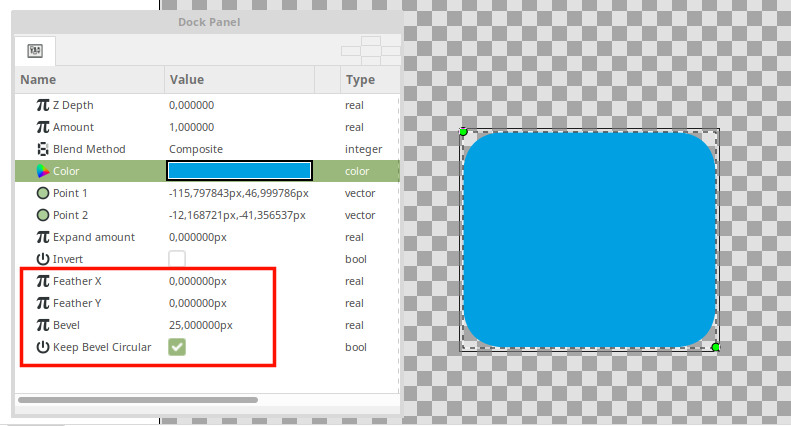 Dock Panel
Name Value Type
Z Depth 0,000000 real
Amount 1,000000 real
Blend Method Composite integer
Color color
Point 1 -115,797843px,46,999786px vector
Point 2 -12,168721px,-41,356537px vector
Expand amount 0,000000px real
Invert bool
Feather X 0,000000px real
Feather Y 0,000000px real
Bevel 25,000000px real
Keep Bevel Circular bool